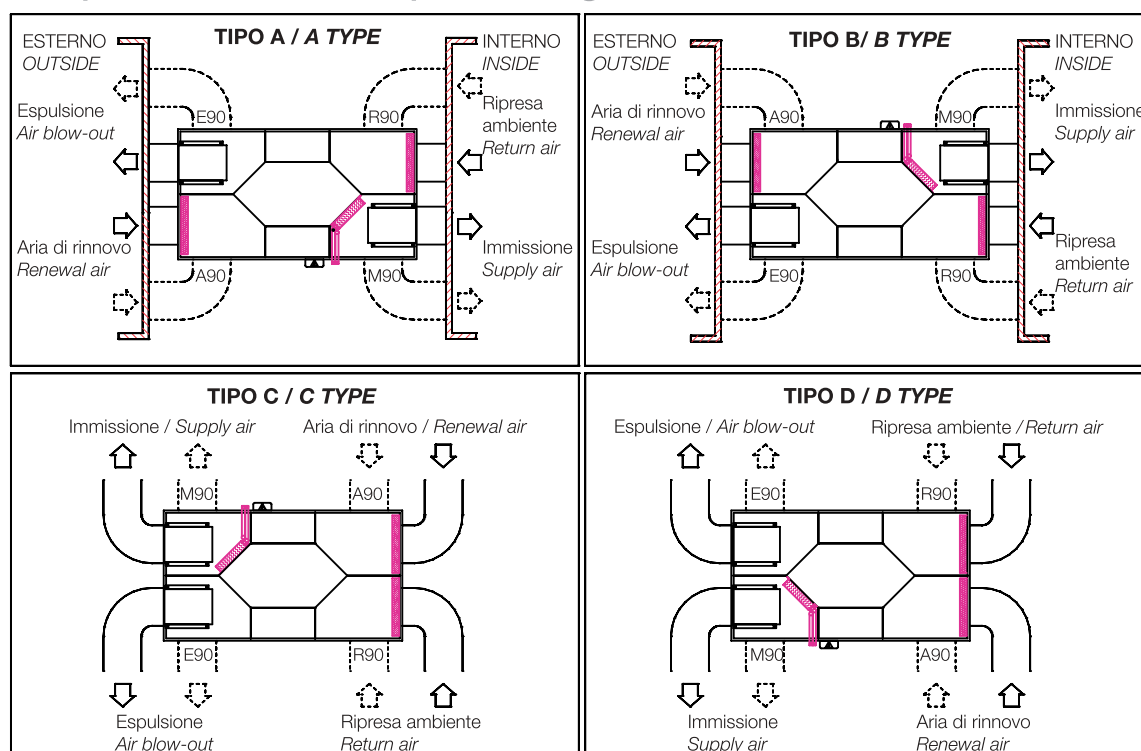 TIPO A / A TYPE
ESTERNO
OUTSIDE
INTERNO
INSIDE
Espulsione
Air blow-out
E90
R90
Ripresa
ambiente
Return air
Aria di rinnovo
Renewal air
A90
M90
Immissione
Supply air
TIPO B/ B TYPE
ESTERNO
OUTSIDE
INTERNO
INSIDE
Aria di rinnovo
Renewal air
A90
M90
Immissione
Supply air
Espulsione
Air blow-out
E90
R90
Ripresa
ambiente
Return air
TIPO C / C TYPE
Immissione / Supply air
Aria di rinnovo / Renewal air
M90
A90
E90
R90
Espulsione
Air blow-out
Ripresa ambiente
Return air
TIPO D / D TYPE
Espulsione / Air blow-out
Ripresa ambiente / Return air
E90
R90
M90
A90
Immissione
Supply air
Aria di rinnovo
Renewal air